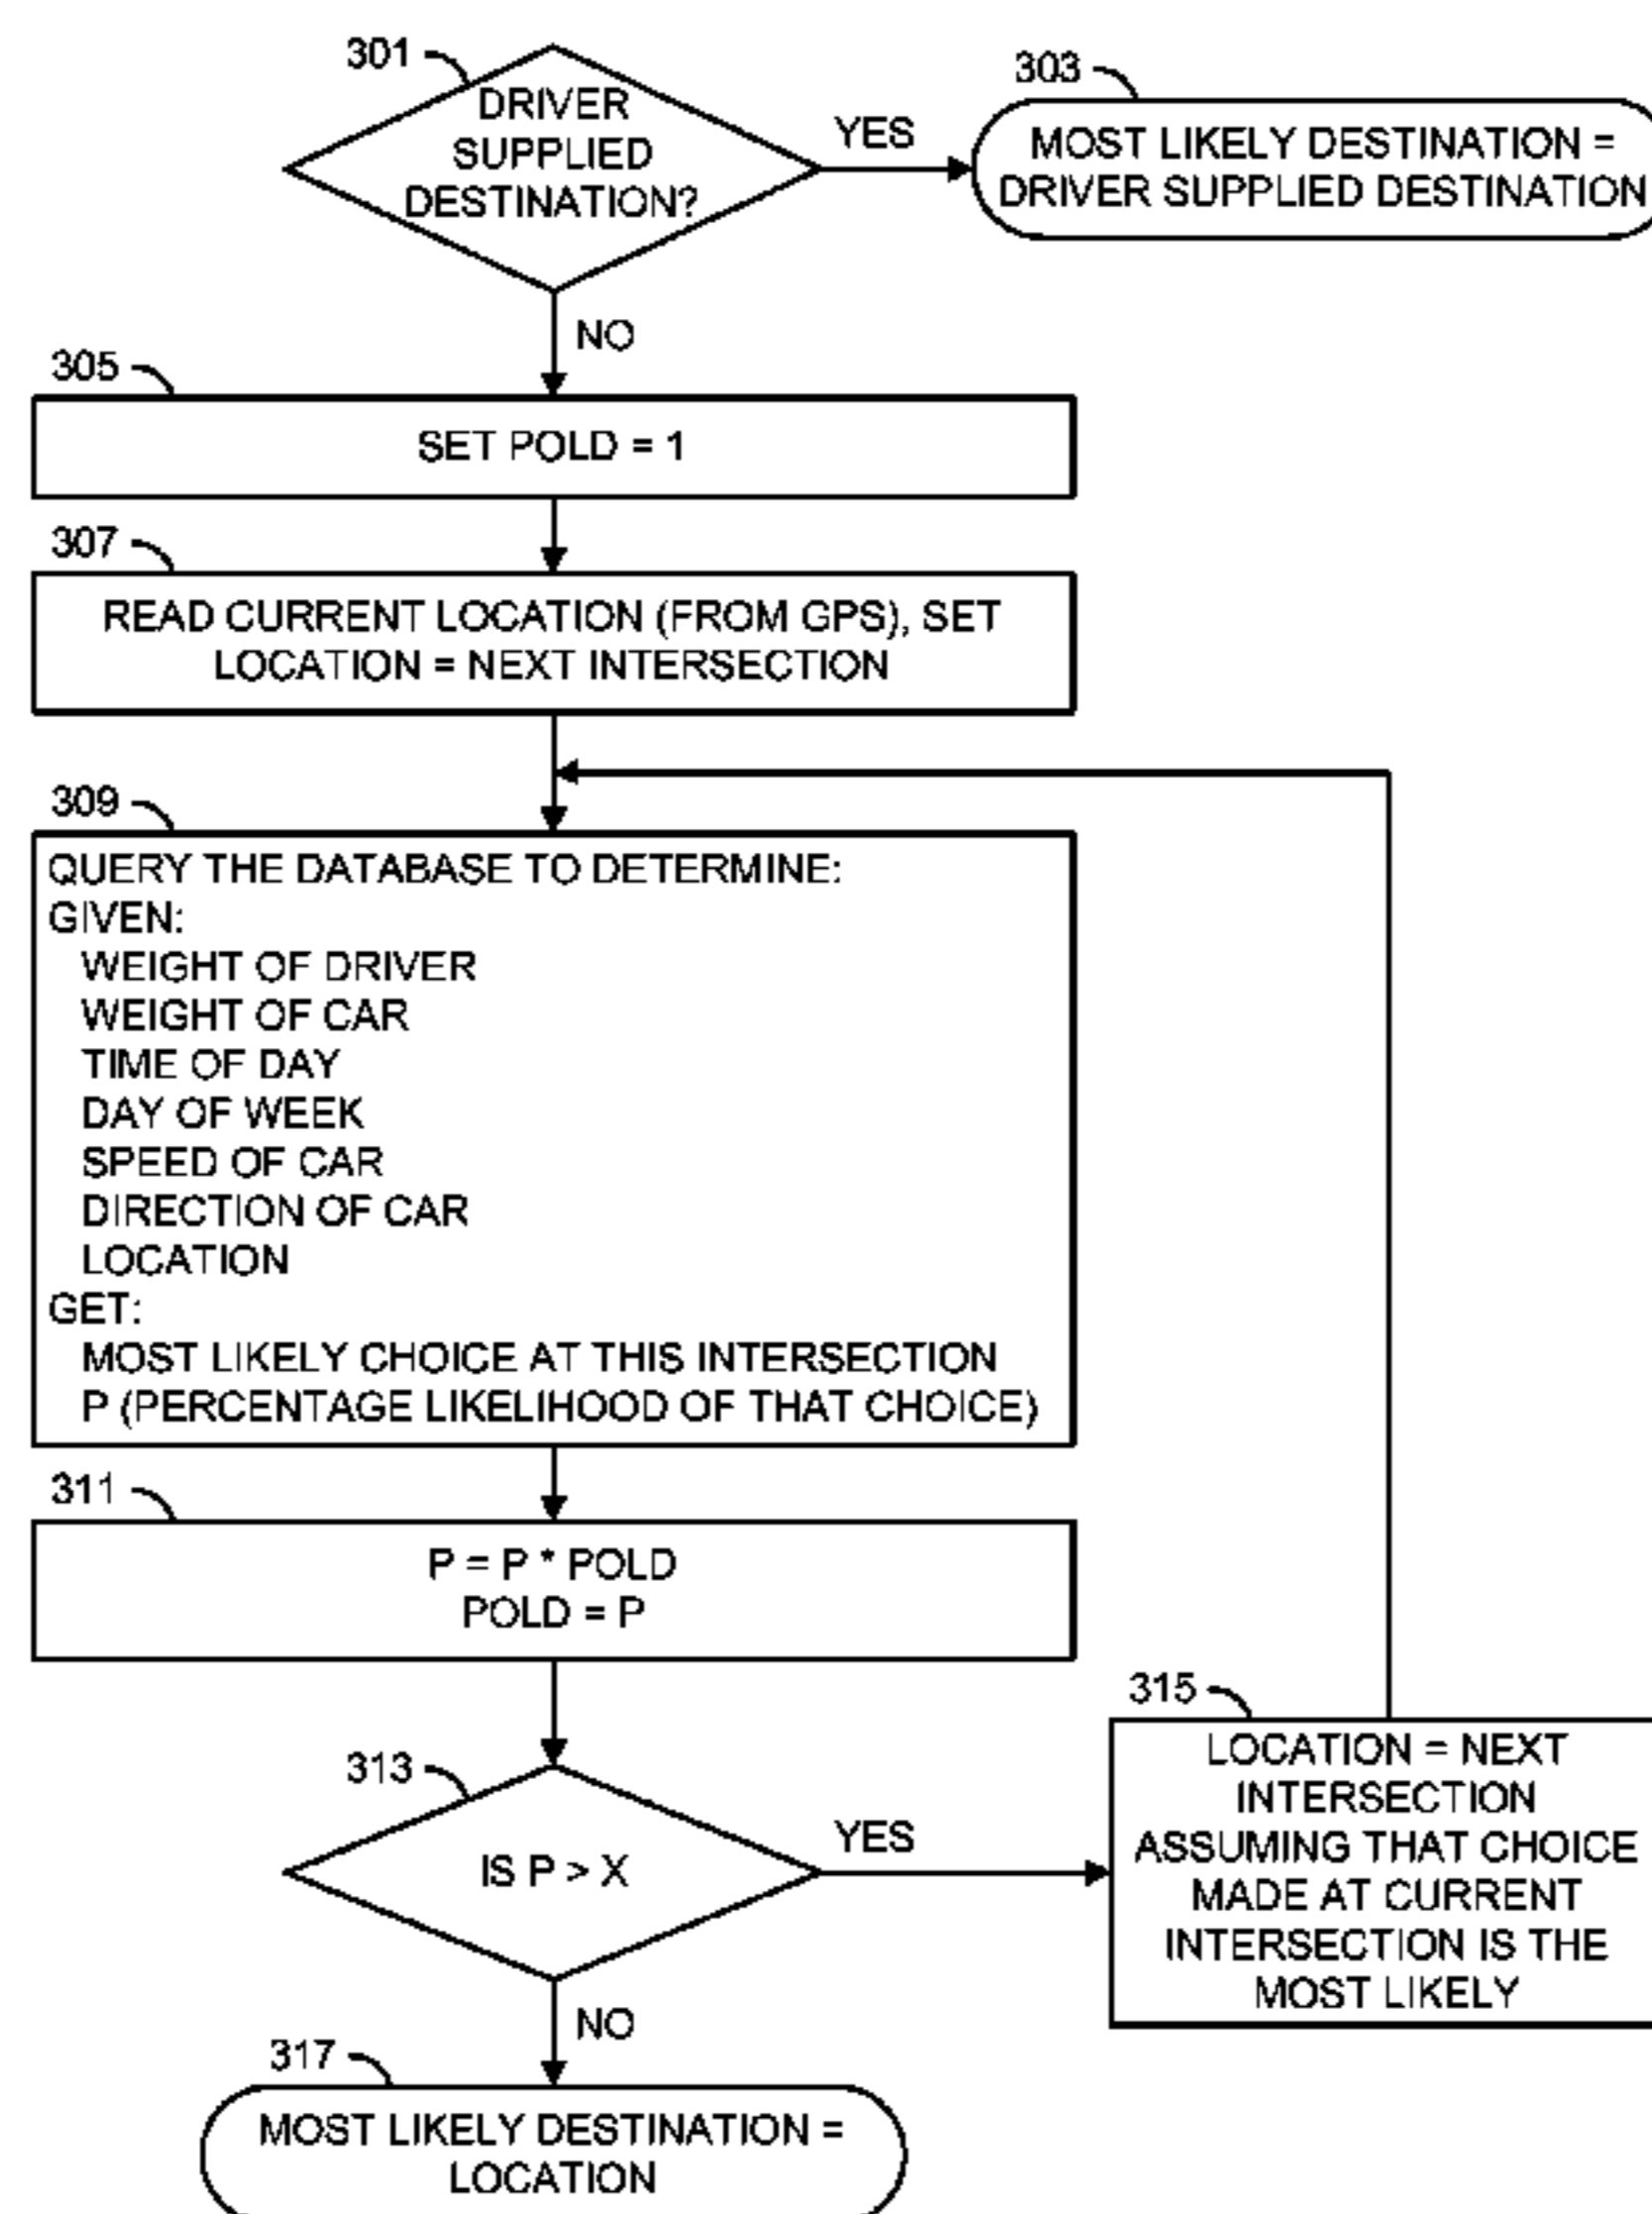 301
DRIVER
SUPPLIED
DESTINATION?
YES
303
MOST LIKELY DESTINATION =
DRIVER SUPPLIED DESTINATION
NO
305
SET POLD = 1
307
READ CURRENT LOCATION (FROM GPS), SET
LOCATION = NEXT INTERSECTION
309
QUERY THE DATABASE TO DETERMINE:
GIVEN:
WEIGHT OF DRIVER
WEIGHT OF CAR
TIME OF DAY
DAY OF WEEK
SPEED OF CAR
DIRECTION OF CAR
LOCATION
GET:
MOST LIKELY CHOICE AT THIS INTERSECTION
P (PERCENTAGE LIKELIHOOD OF THAT CHOICE)
311
P = P * POLD
POLD = P
313
IS P > X
YES
315
LOCATION = NEXT
INTERSECTION
ASSUMING THAT CHOICE
MADE AT CURRENT
INTERSECTION IS THE
MOST LIKELY
NO
317
MOST LIKELY DESTINATION =
LOCATION